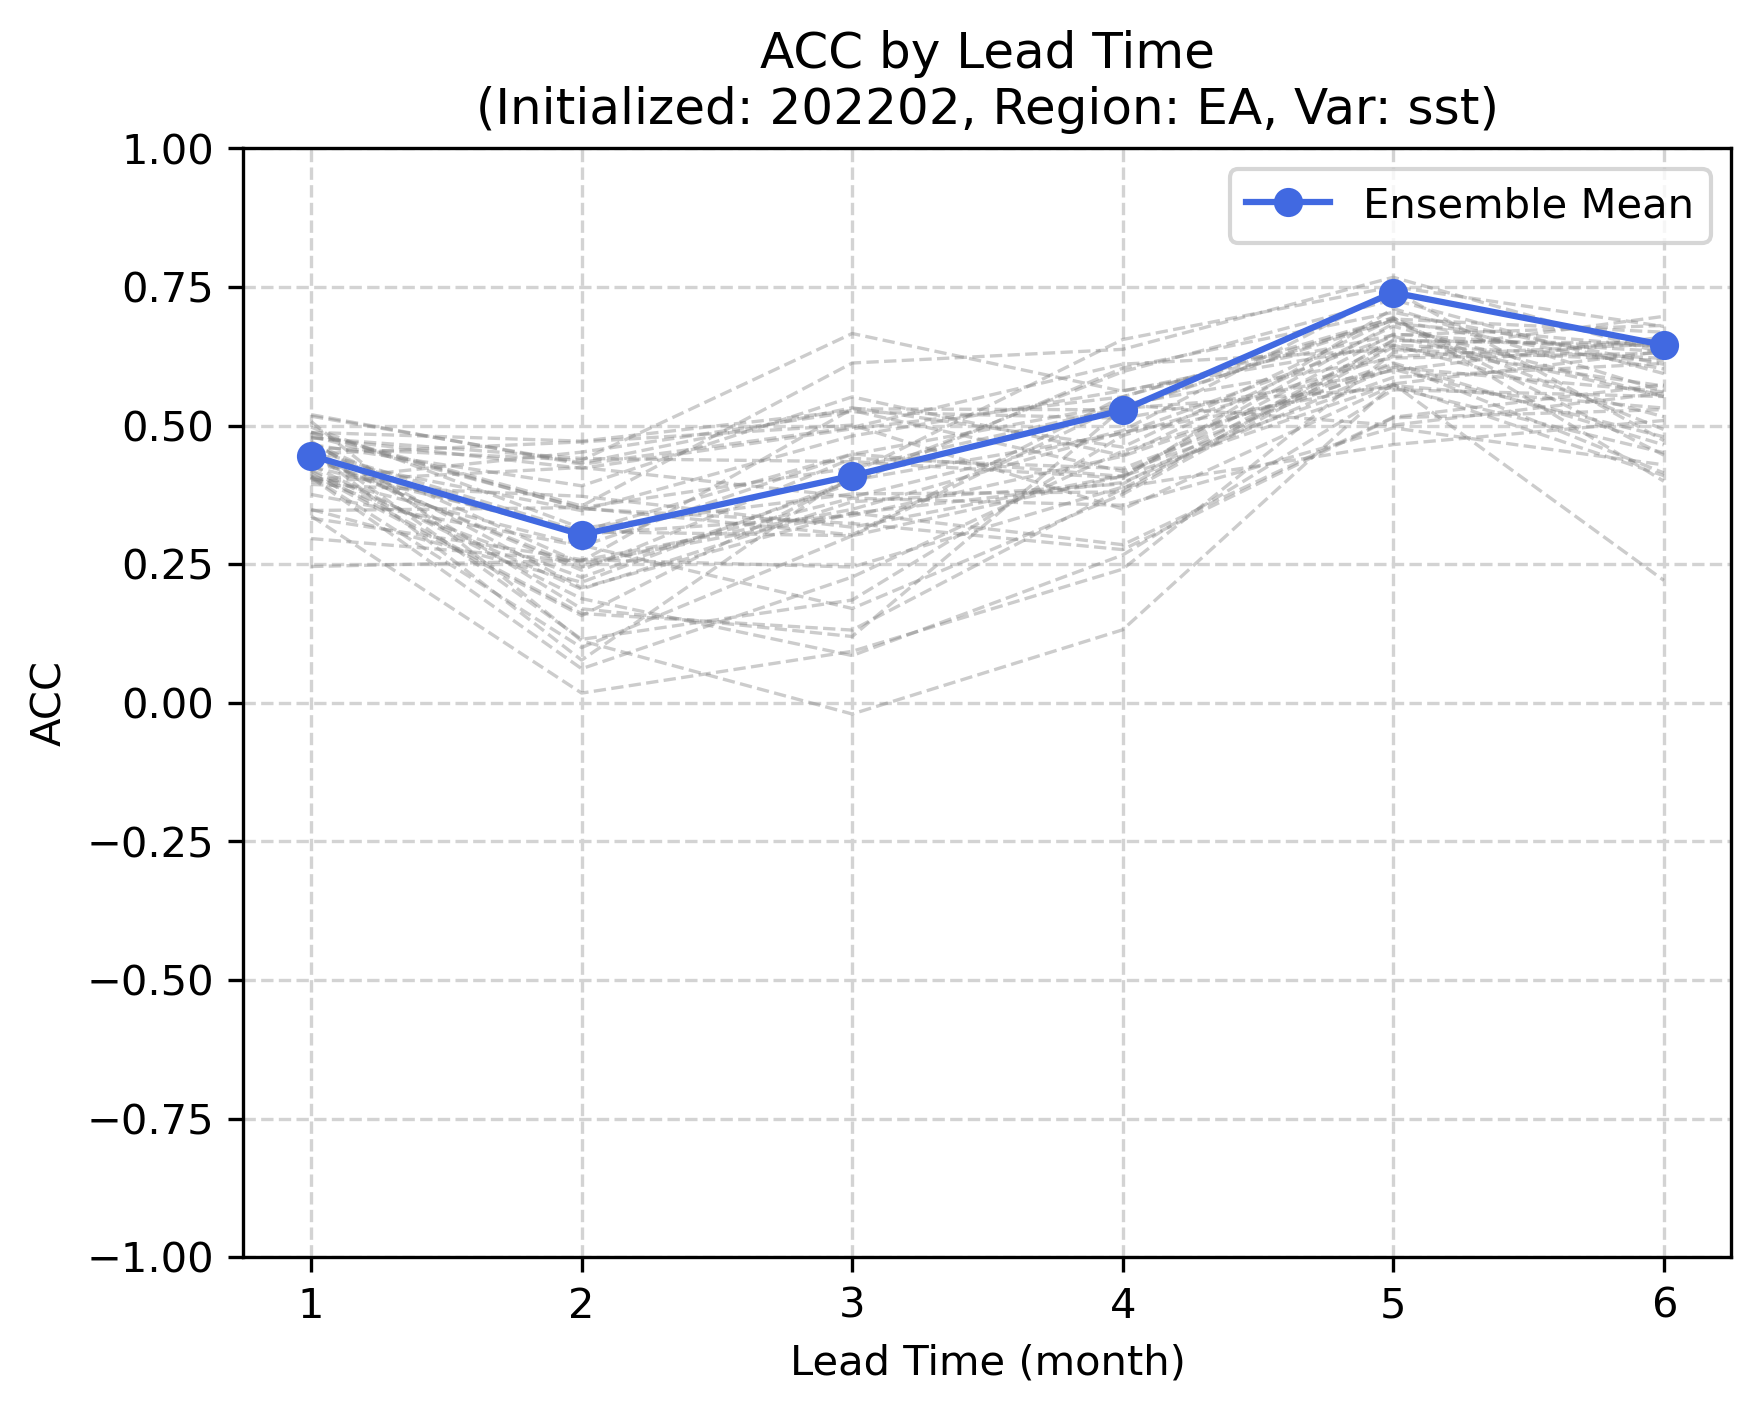 ACC by Lead Time
(Initialized: 202202, Region: EA, Var: sst)
Ensemble Mean
1.00
0.75
0.50
0.25
0.00
−0.25
−0.50
−0.75
−1.00
ACC
1 2 3 4 5 6
Lead Time (month)